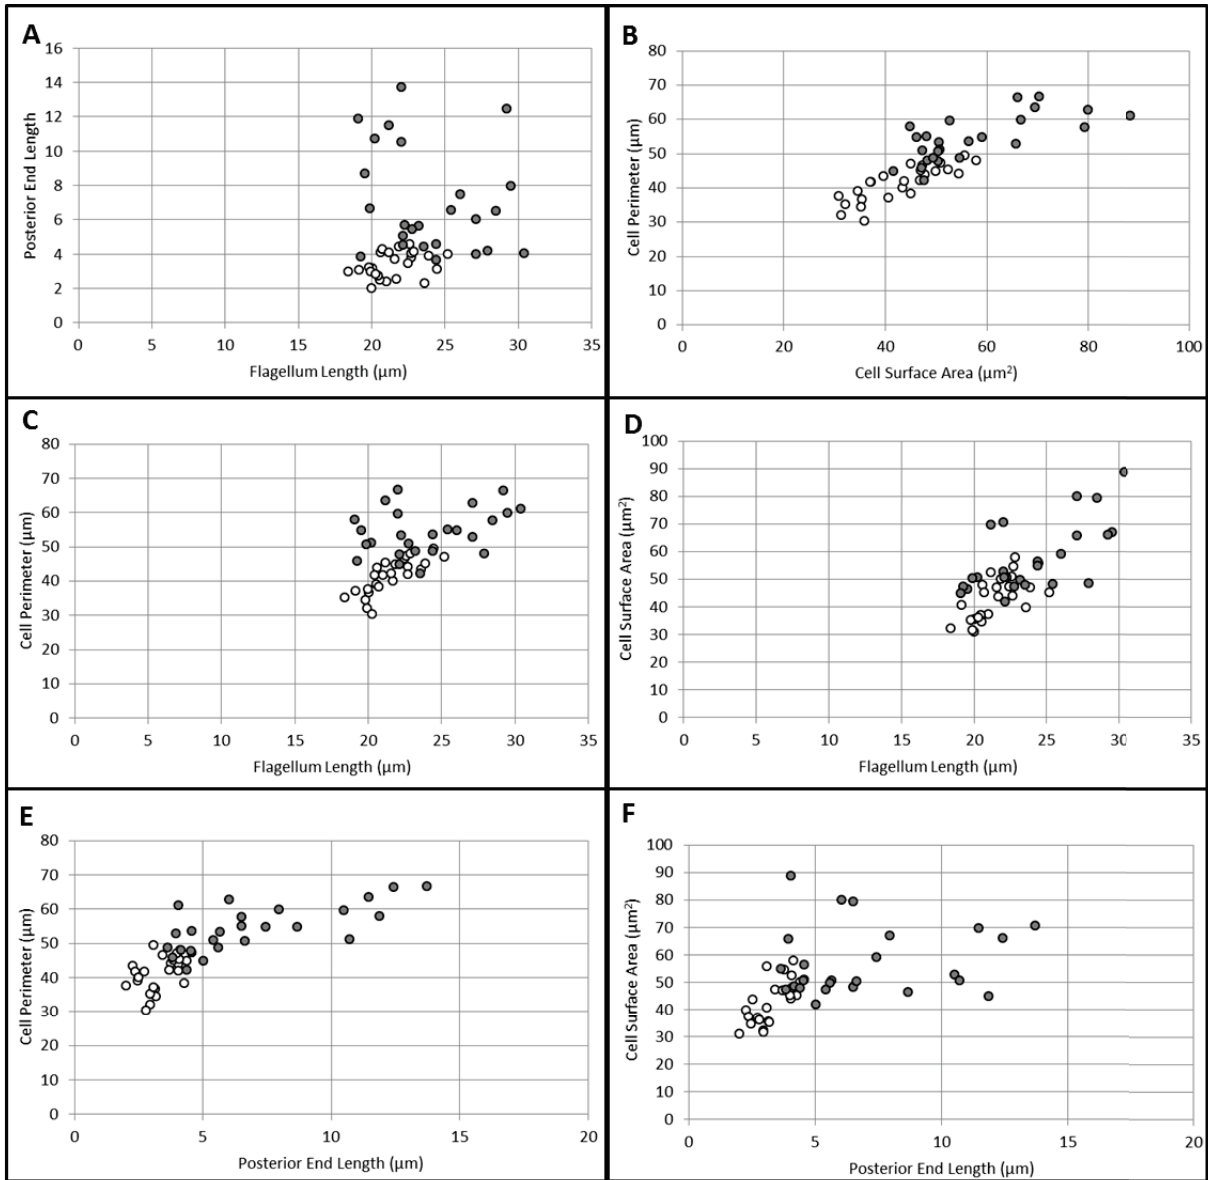 A
16
14
12
10
8
6
4
2
0
Posterior End Length
0 5 10 15 20 25 30 35
Flagellum Length (µm)
B
80
70
60
50
40
30
20
10
0
Cell Perimeter (µm)
0 20 40 60 80 100
Cell Surface Area (µm²)
C
80
70
60
50
40
30
20
10
0
Cell Perimeter (µm)
0 5 10 15 20 25 30 35
Flagellum Length (µm)
D
100
90
80
70
60
50
40
30
20
10
0
Cell Surface Area (µm²)
0 5 10 15 20 25 30 35
Flagellum Length (µm)
E
80
70
60
50
40
30
20
10
0
Cell Perimeter (µm)
0 5 10 15 20
Posterior End Length (µm)
F
100
90
80
70
60
50
40
30
20
10
0
Cell Surface Area (µm²)
0 5 10 15 20
Posterior End Length (µm)